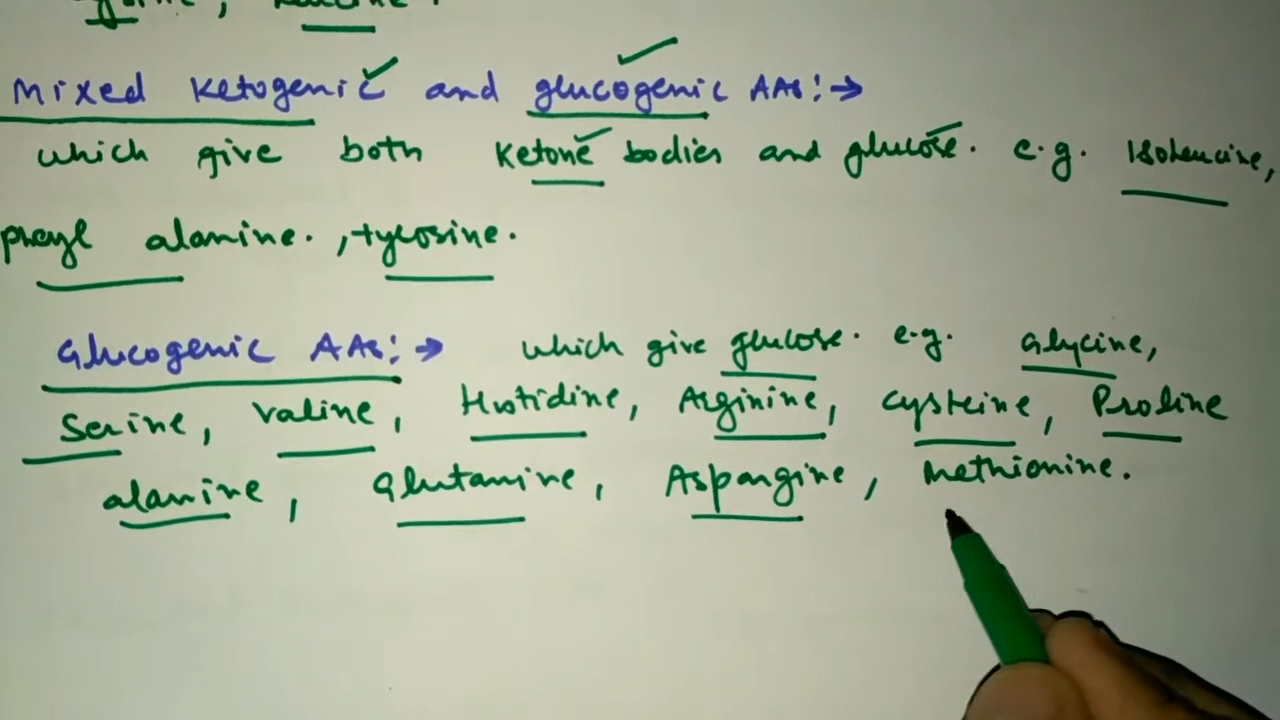 Mixed Ketogenic and glucogenic AAs:→
which give both Ketone bodies and glucose. e.g. Isoleucine,
phenyl alanine. , tyrosine.
Glucogenic AAs:→ which give glucose. e.g. Glycine,
Serine, Valine, Histidine, Arginine, Cysteine, Proline
alanine, Glutamine, Aspangine, Methionine.